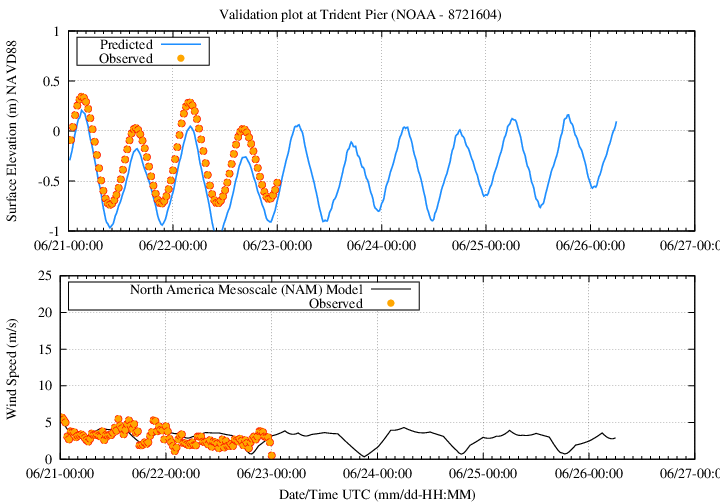 Validation plot at Trident Pier (NOAA - 8721604)
Surface Elevation (m) NAVD88
1
0.5
0
-0.5
-1
Predicted
Observed
06/21-00:00 06/22-00:00 06/23-00:00 06/24-00:00 06/25-00:00 06/26-00:00 06/27-0
Wind Speed (m/s)
25
20
15
10
5
0
North America Mesoscale (NAM) Model
Observed
06/21-00:00 06/22-00:00 06/23-00:00 06/24-00:00 06/25-00:00 06/26-00:00 06/27-0
Date/Time UTC (mm/dd-HH:MM)